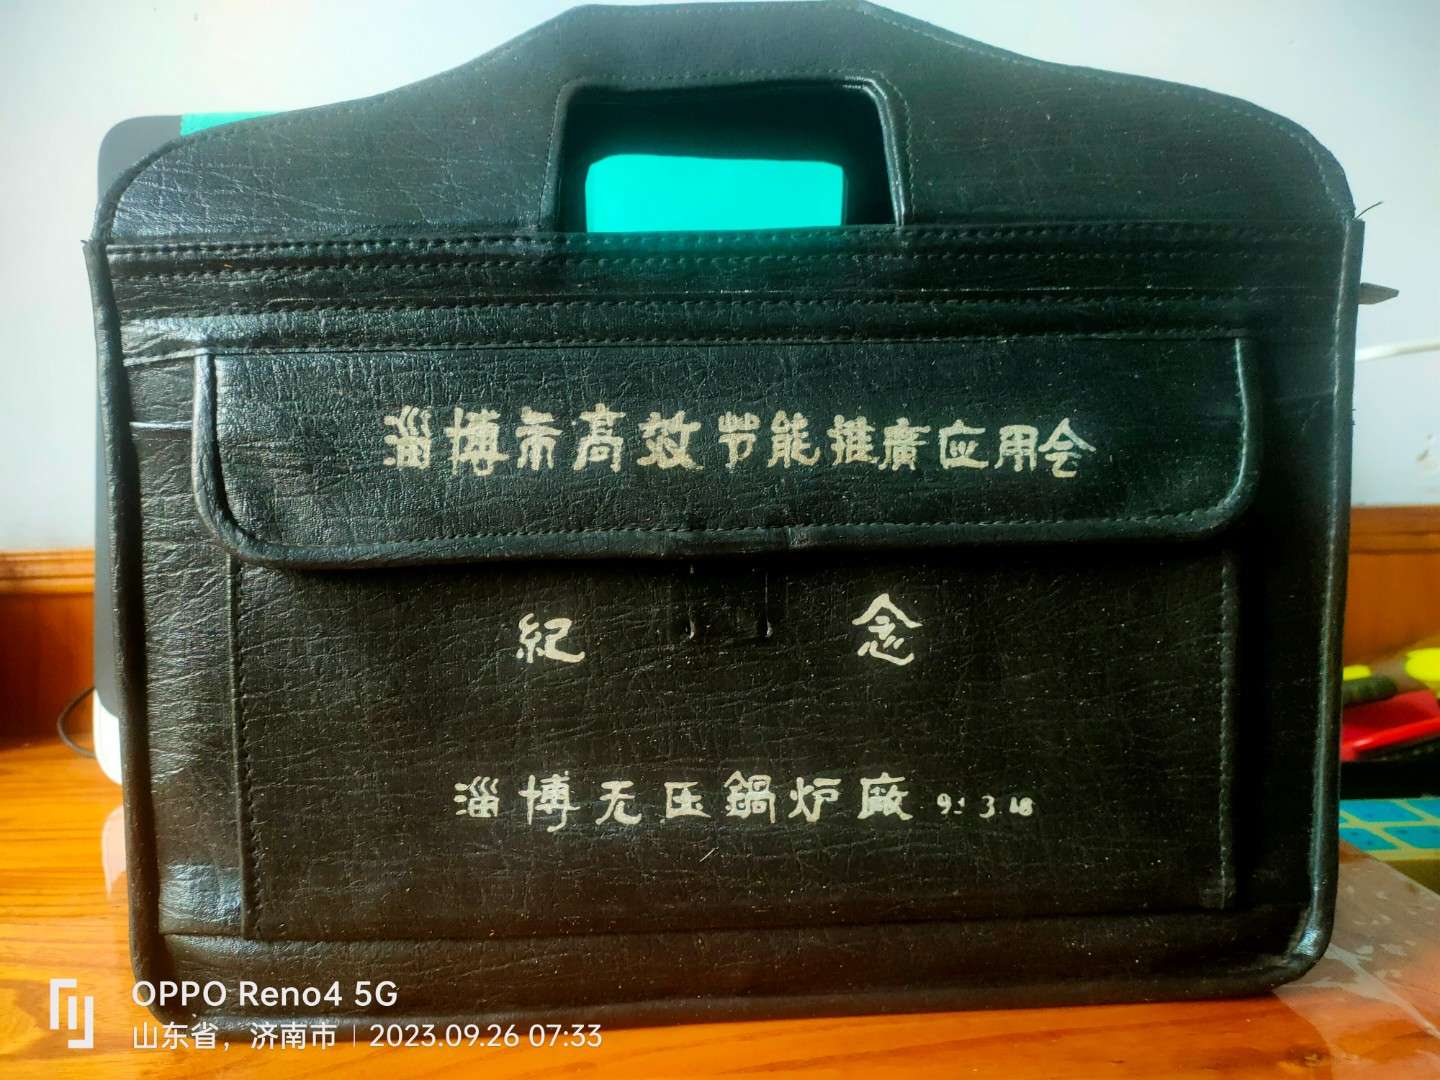 淄博市高效节能推廣应用会
紀 念
淄博无压鍋炉廠 91 3 18
OPPO Reno4 5G
山东省，济南市 | 2023.09.26 07:33